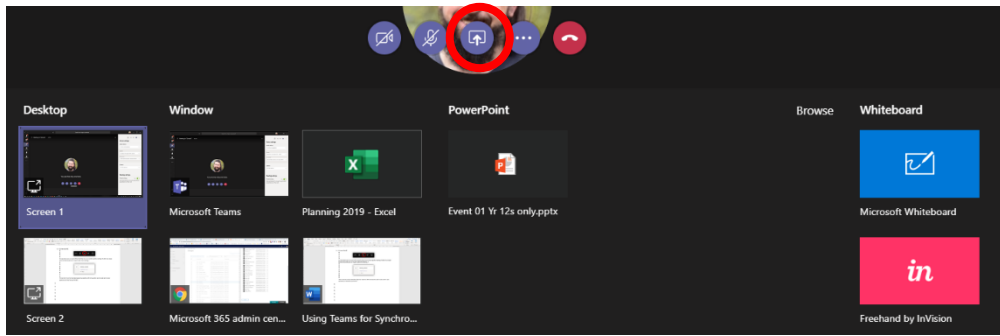 Desktop
Window
PowerPoint
Browse
Whiteboard
Screen 1
Microsoft Teams
Planning 2019 - Excel
Event 01 Yr 12s only.pptx
Microsoft Whiteboard
in
Screen 2
Microsoft 365 admin cen...
Using Teams for Synchro...
Freehand by InVision